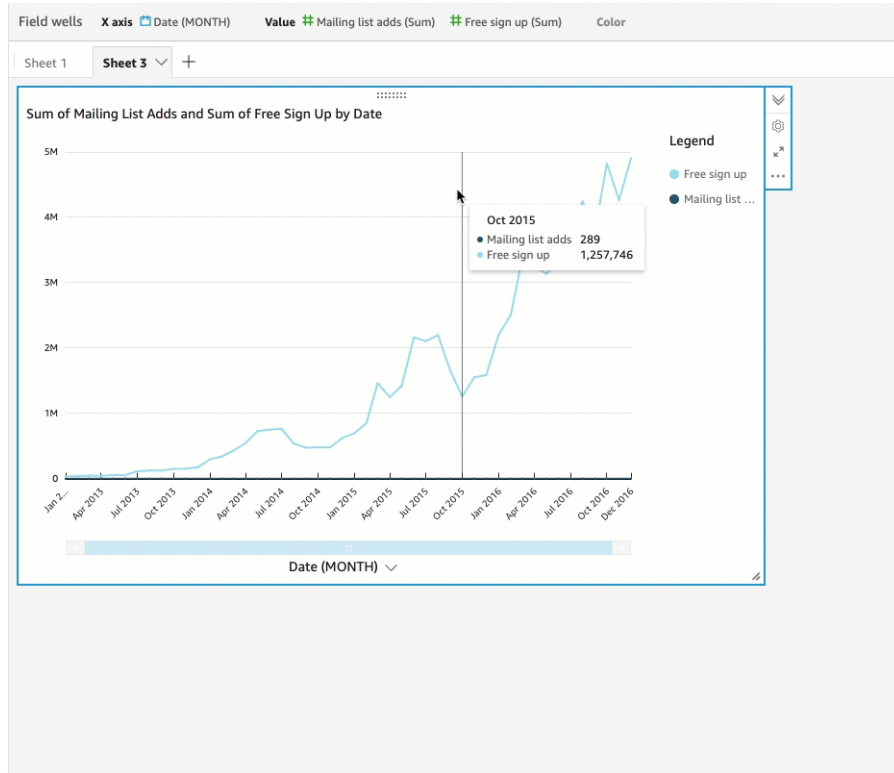 Field wells X axis Date (MONTH) Value Mailing list adds (Sum) Free sign up (Sum) Color
Sheet 1 Sheet 3
Sum of Mailing List Adds and Sum of Free Sign Up by Date
Legend
Free sign up
Mailing list ...
5M
4M
3M
2M
1M
0
Oct 2015
Mailing list adds 289
Free sign up 1,257,746
Jan 2... Apr 2013 Jul 2013 Oct 2013 Jan 2014 Apr 2014 Jul 2014 Oct 2014 Jan 2015 Apr 2015 Jul 2015 Oct 2015 Jan 2016 Apr 2016 Jul 2016 Oct 2016 Dec 2016
Date (MONTH)